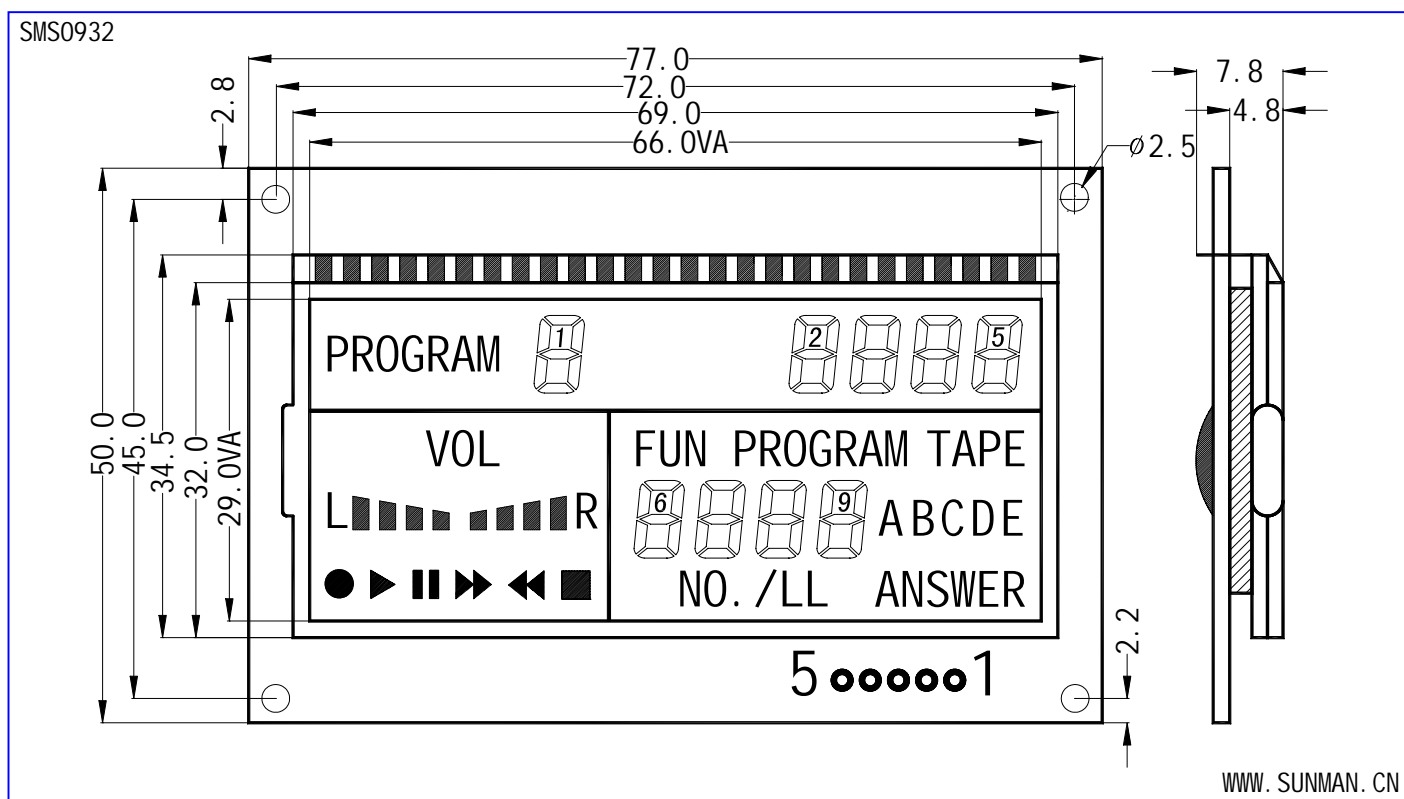 SMS0932
77.0
72.0
69.0
66.0VA
2.8
7.8
4.8
ø2.5
50.0
45.0
34.5
32.0
29.0VA
PROGRAM 1 2 5
VOL
FUN PROGRAM TAPE
L R
6 9 ABCDE
NO./LL ANSWER
2.2
5 1
WWW.SUNMAN.CN